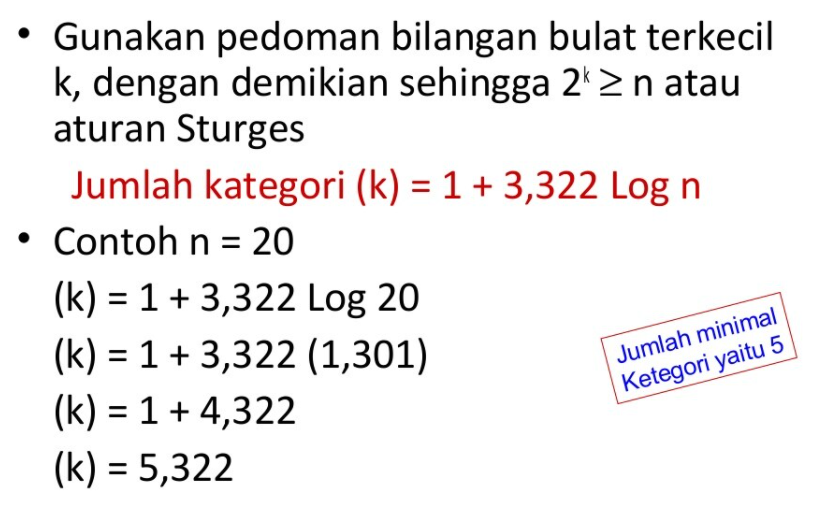 • Gunakan pedoman bilangan bulat terkecil
k, dengan demikian sehingga 2ᵏ ≥ n atau
aturan Sturges
Jumlah kategori (k) = 1 + 3,322 Log n
• Contoh n = 20
(k) = 1 + 3,322 Log 20
(k) = 1 + 3,322 (1,301)
(k) = 1 + 4,322
(k) = 5,322
Jumlah minimal
Ketegori yaitu 5